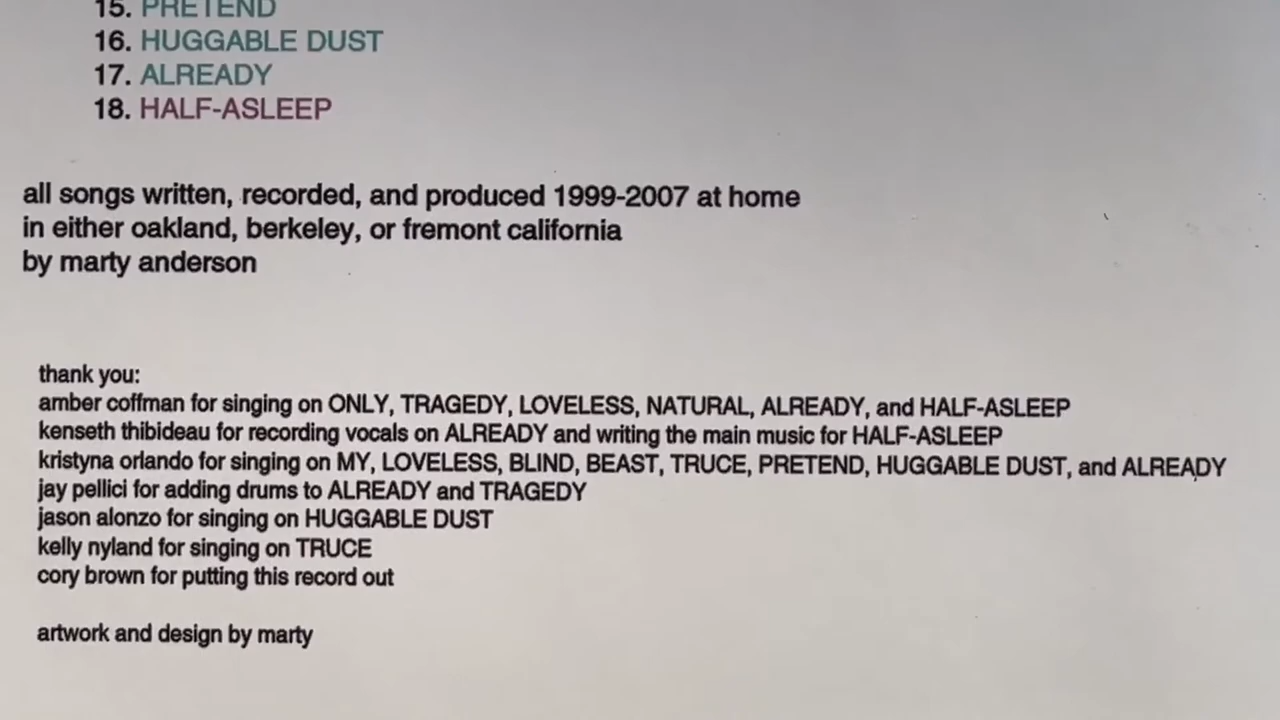 15. PRETEND
16. HUGGABLE DUST
17. ALREADY
18. HALF-ASLEEP
all songs written, recorded, and produced 1999-2007 at home
in either oakland, berkeley, or fremont california
by marty anderson
thank you:
amber coffman for singing on ONLY, TRAGEDY, LOVELESS, NATURAL, ALREADY, and HALF-ASLEEP
kenseth thibideau for recording vocals on ALREADY and writing the main music for HALF-ASLEEP
kristyna orlando for singing on MY, LOVELESS, BLIND, BEAST, TRUCE, PRETEND, HUGGABLE DUST, and ALREADY
jay pellici for adding drums to ALREADY and TRAGEDY
jason alonzo for singing on HUGGABLE DUST
kelly nyland for singing on TRUCE
cory brown for putting this record out
artwork and design by marty